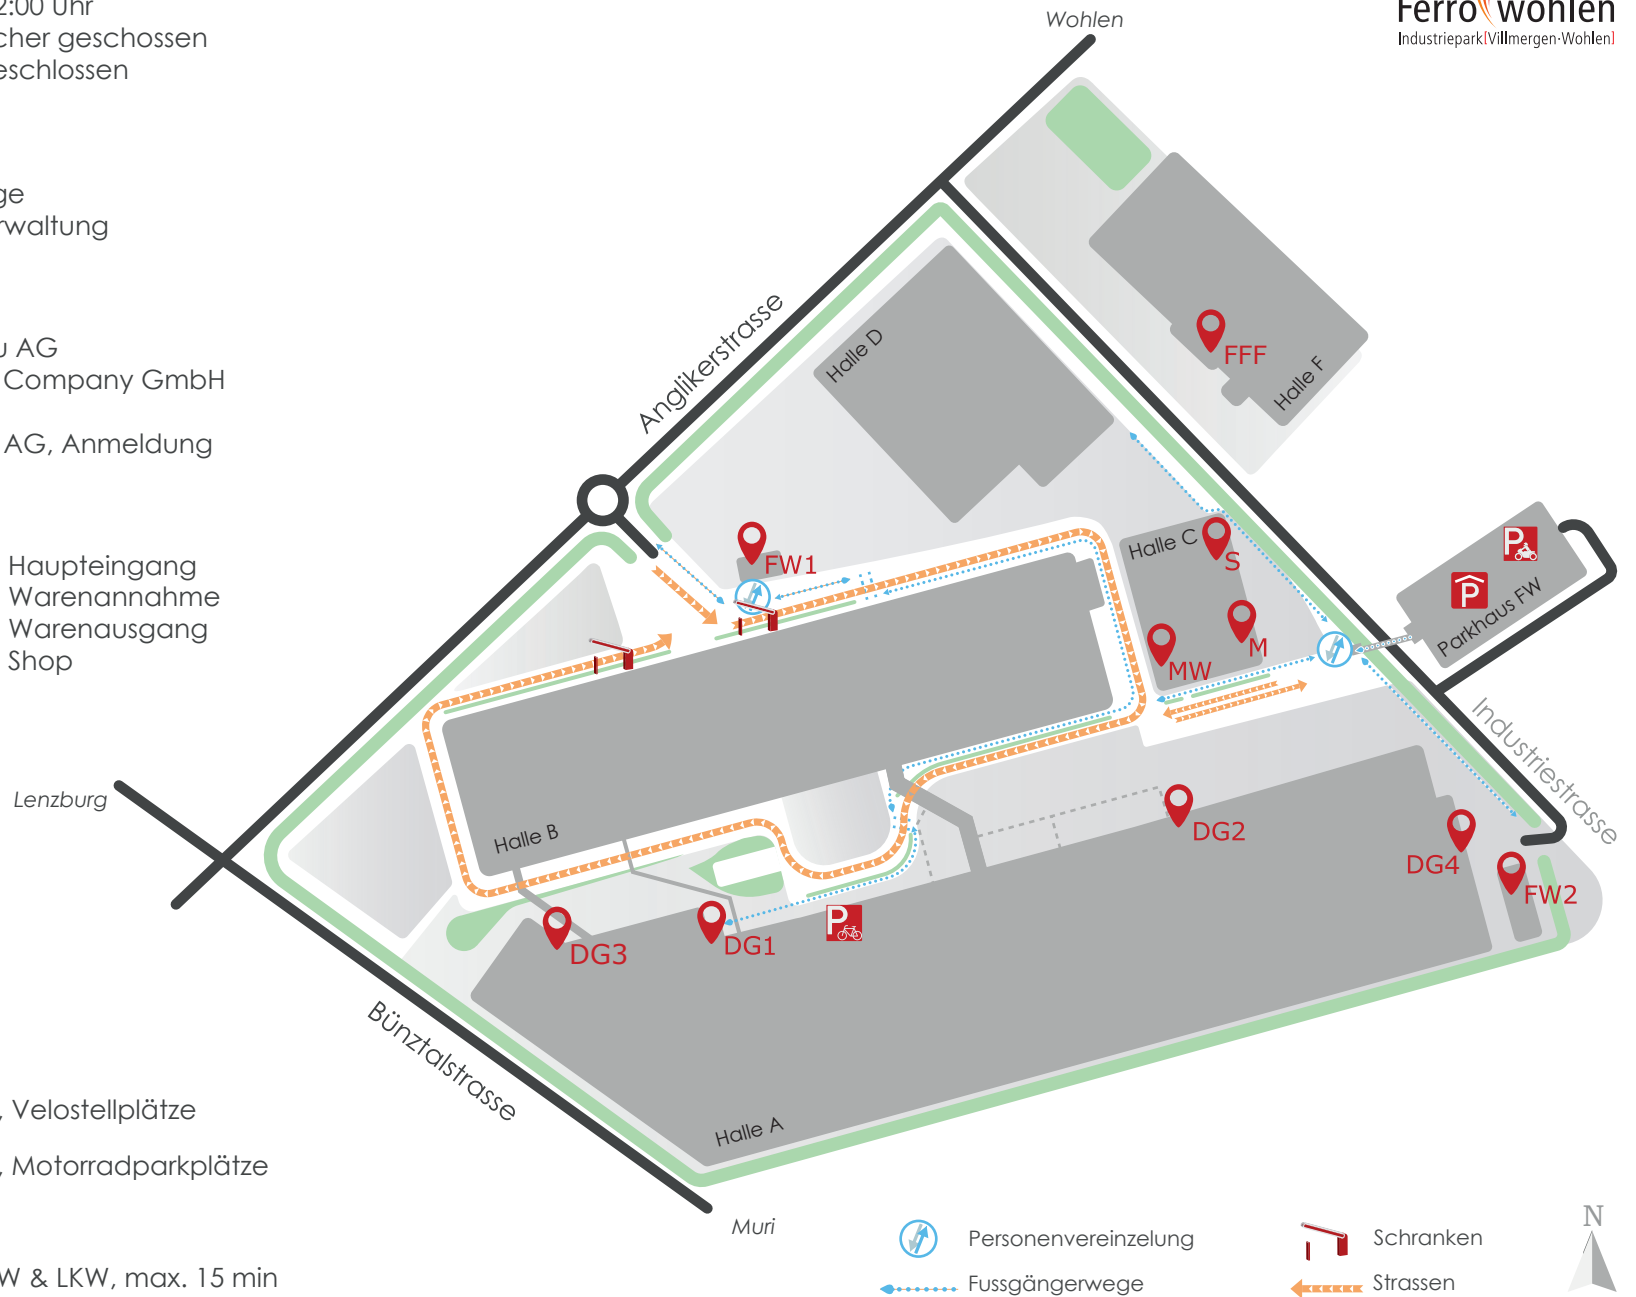 2:00 Uhr
cher geschossen
eschlossen
ge
rwaltung
u AG
Company GmbH
AG, Anmeldung
Haupteingang
Warenannahme
Warenausgang
Shop
, Velostellplätze
, Motorradparkplätze
W & LKW, max. 15 min
Ferro wohlen
Industriepark[Villmergen·Wohlen]
Wohlen
Anglikerstrasse
Halle D
FFF
Halle F
FW1
Halle C
S
M
MW
P
P
Parkhaus FW
Industriestrasse
Lenzburg
Halle B
DG2
DG4
FW2
DG3
DG1
P
Bünztalstrasse
Halle A
Muri
Personenvereinzelung
Fussgängerwege
Schranken
Strassen
N